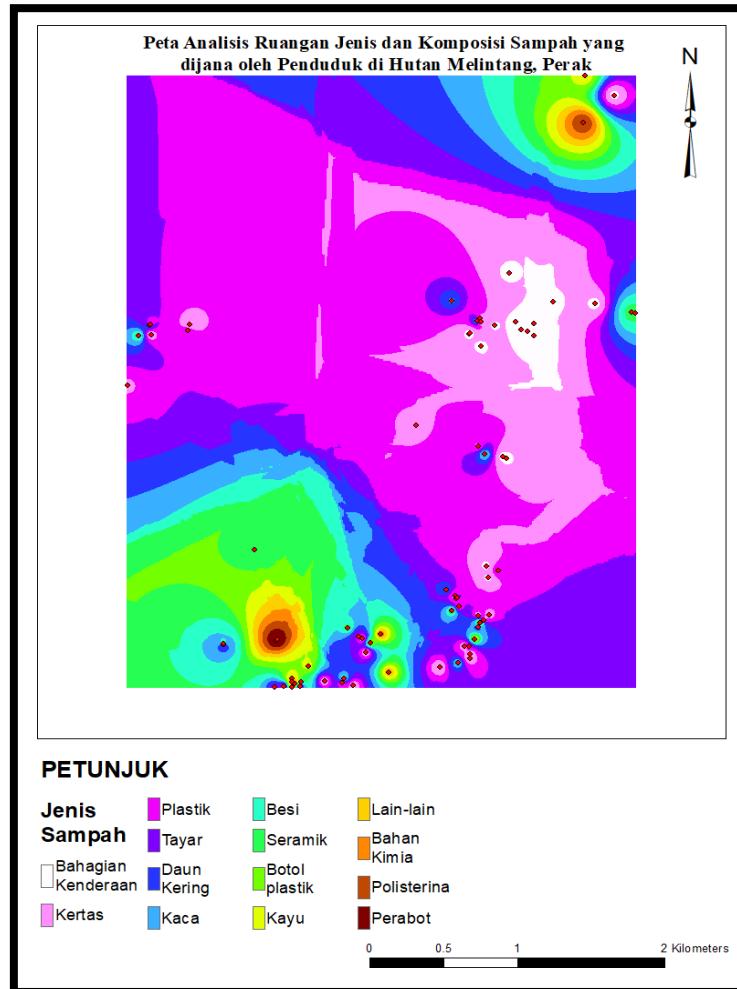 Peta Analisis Ruangan Jenis dan Komposisi Sampah yang
dijana oleh Penduduk di Hutan Melintang, Perak
N
PETUNJUK
Jenis
Sampah
Bahagian
Kenderaan
Kertas
Plastik
Tayar
Daun
Kering
Kaca
Besi
Seramik
Botol
plastik
Kayu
Lain-lain
Bahan
Kimia
Polisterina
Perabot
0 0.5 1 2 Kilometers